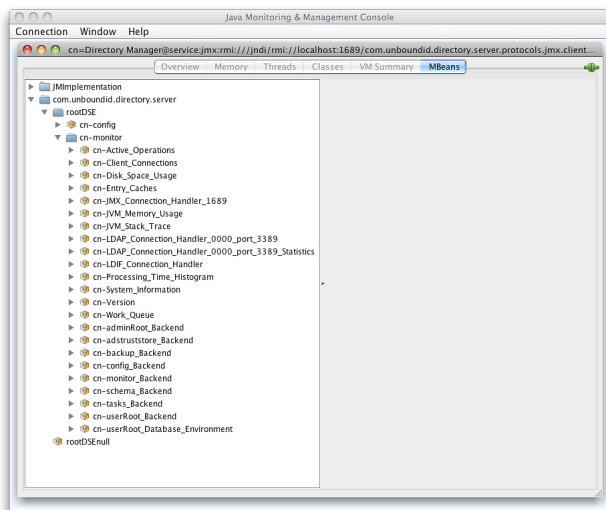 Java Monitoring & Management Console
Connection Window Help
cn=Directory Manager@service:jmx:rmi:///jndi/rmi://localhost:1689/com.unboundid.directory.server.protocols.jmx.client...
Overview Memory Threads Classes VM Summary MBeans
JMImplementation
com.unboundid.directory.server
rootDSE
cn-config
cn-monitor
cn-Active_Operations
cn-Client_Connections
cn-Disk_Space_Usage
cn-Entry_Caches
cn-JMX_Connection_Handler_1689
cn-JVM_Memory_Usage
cn-JVM_Stack_Trace
cn-LDAP_Connection_Handler_0000_port_3389
cn-LDAP_Connection_Handler_0000_port_3389_Statistics
cn-LDIF_Connection_Handler
cn-Processing_Time_Histogram
cn-System_Information
cn-Version
cn-Work_Queue
cn-adminRoot_Backend
cn-adstruststore_Backend
cn-backup_Backend
cn-config_Backend
cn-monitor_Backend
cn-schema_Backend
cn-tasks_Backend
cn-userRoot_Backend
cn-userRoot_Database_Environment
rootDSEnull